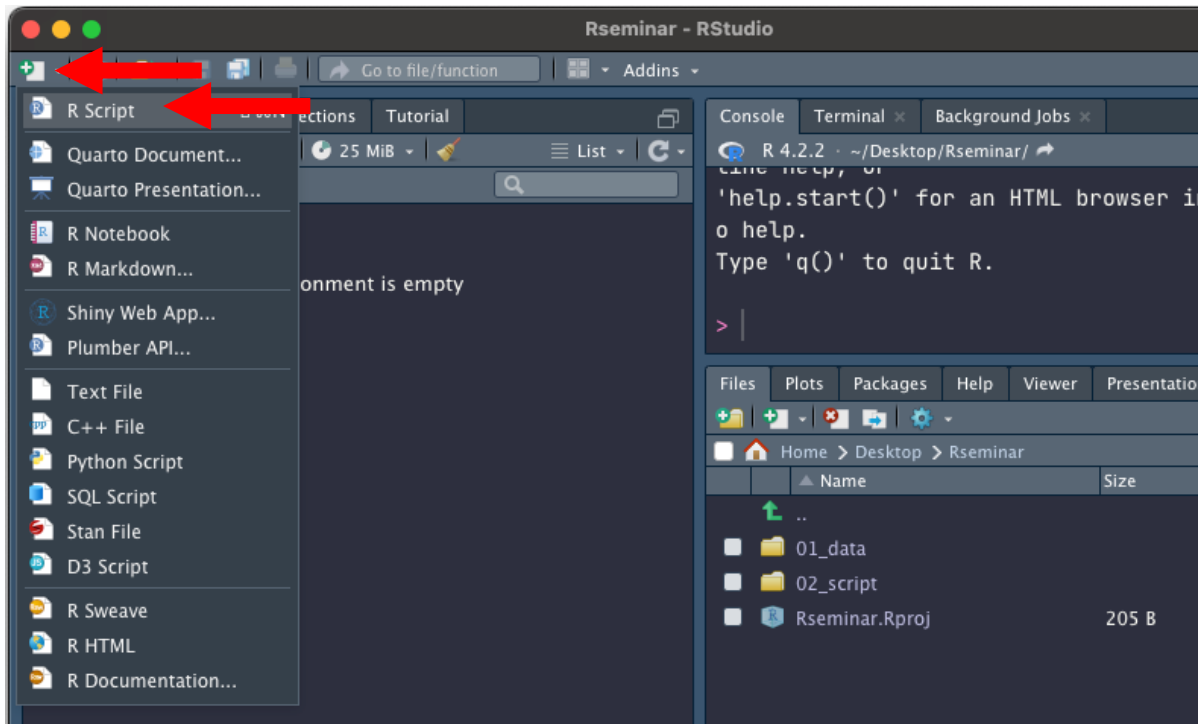 Rseminar - RStudio
Go to file/function
Addins
R Script
Quarto Document...
Quarto Presentation...
R Notebook
R Markdown...
Shiny Web App...
Plumber API...
Text File
C++ File
Python Script
SQL Script
Stan File
D3 Script
R Sweave
R HTML
R Documentation...
ections Tutorial
25 MiB List
onment is empty
Console Terminal Background Jobs
R 4.2.2 · ~/Desktop/Rseminar/
line help, or
'help.start()' for an HTML browser in
o help.
Type 'q()' to quit R.
>
Files Plots Packages Help Viewer Presentatio
Home > Desktop > Rseminar
Name Size
..
01_data
02_script
Rseminar.Rproj 205 B